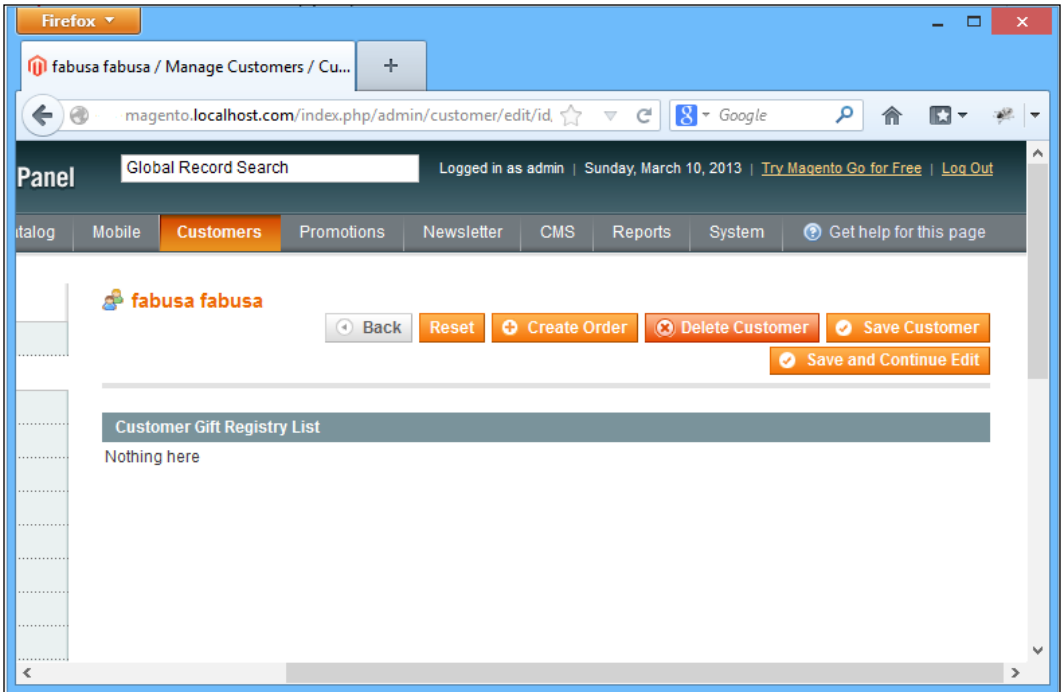 Firefox
fabusa fabusa / Manage Customers / Cu...
magento.localhost.com/index.php/admin/customer/edit/id, 8 Google
Panel Global Record Search Logged in as admin | Sunday, March 10, 2013 | Try Magento Go for Free | Log Out
italog Mobile Customers Promotions Newsletter CMS Reports System Get help for this page
fabusa fabusa
Back Reset Create Order Delete Customer Save Customer
Save and Continue Edit
Customer Gift Registry List
Nothing here